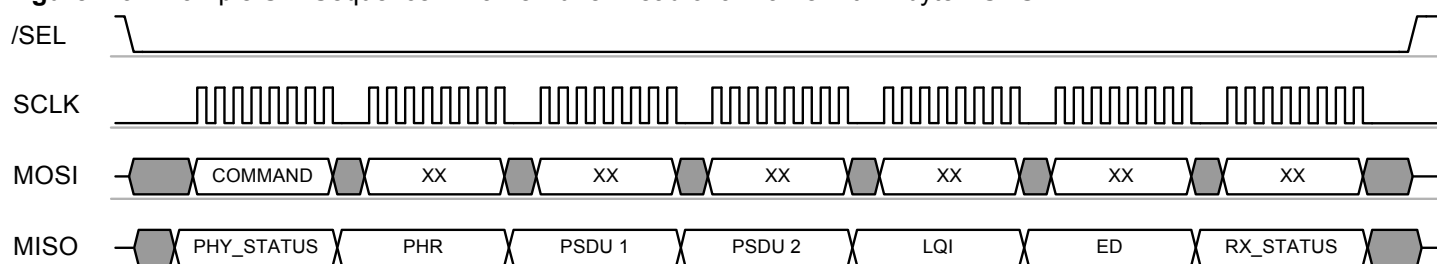 /SEL
SCLK
MOSI COMMAND XX XX XX XX XX XX
MISO PHY_STATUS PHR PSDU 1 PSDU 2 LQI ED RX_STATUS